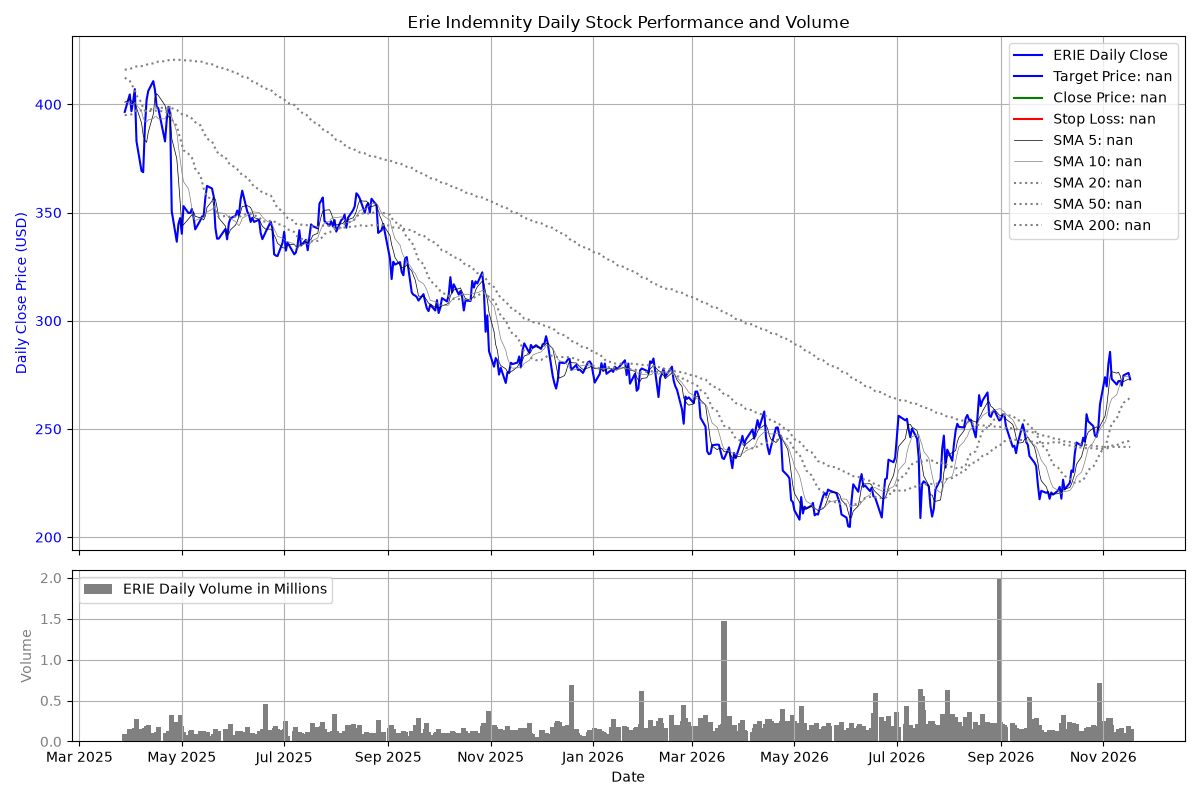 Erie Indemnity Daily Stock Performance and Volume
Daily Close Price (USD)
400
350
300
250
200
ERIE Daily Close
Target Price: nan
Close Price: nan
Stop Loss: nan
SMA 5: nan
SMA 10: nan
SMA 20: nan
SMA 50: nan
SMA 200: nan
Volume
2.0
1.5
1.0
0.5
0.0
ERIE Daily Volume in Millions
Mar 2025 May 2025 Jul 2025 Sep 2025 Nov 2025 Jan 2026 Mar 2026 May 2026 Jul 2026 Sep 2026 Nov 2026
Date